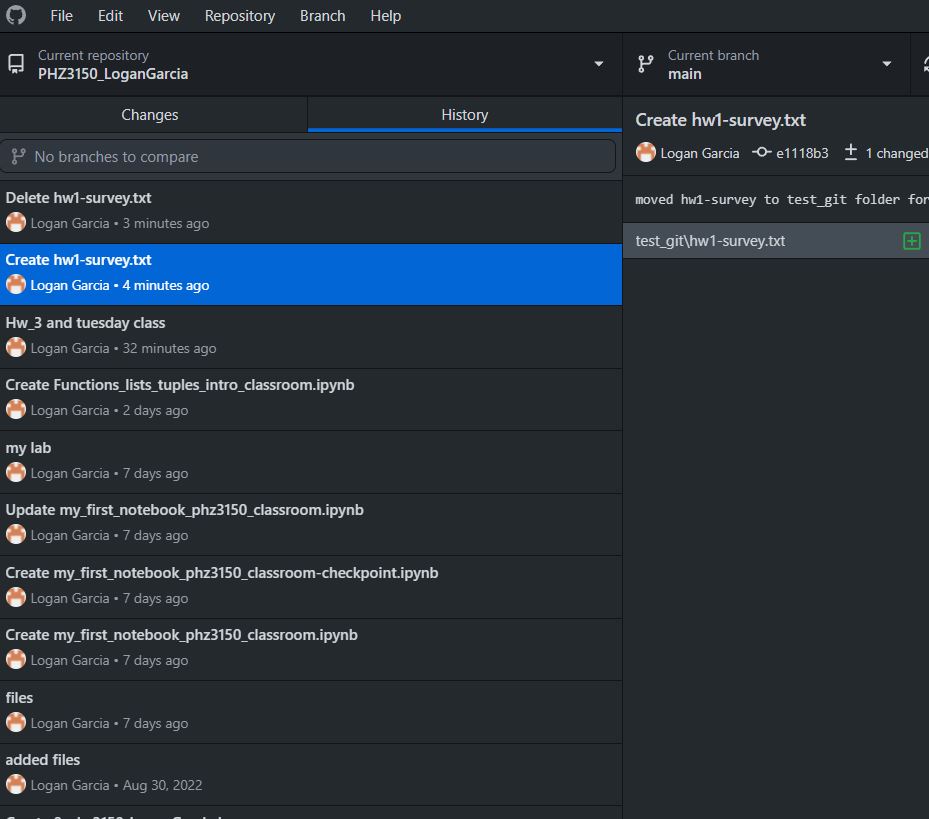 File Edit View Repository Branch Help
Current repository
PHZ3150_LoganGarcia
Current branch
main
Changes
History
No branches to compare
Delete hw1-survey.txt
Logan Garcia • 3 minutes ago
Create hw1-survey.txt
Logan Garcia • 4 minutes ago
Hw_3 and tuesday class
Logan Garcia • 32 minutes ago
Create Functions_lists_tuples_intro_classroom.ipynb
Logan Garcia • 2 days ago
my lab
Logan Garcia • 7 days ago
Update my_first_notebook_phz3150_classroom.ipynb
Logan Garcia • 7 days ago
Create my_first_notebook_phz3150_classroom-checkpoint.ipynb
Logan Garcia • 7 days ago
Create my_first_notebook_phz3150_classroom.ipynb
Logan Garcia • 7 days ago
files
Logan Garcia • 7 days ago
added files
Logan Garcia • Aug 30, 2022
Create hw1-survey.txt
Logan Garcia e1118b3 1 changed
moved hw1-survey to test_git folder for
test_git\hw1-survey.txt